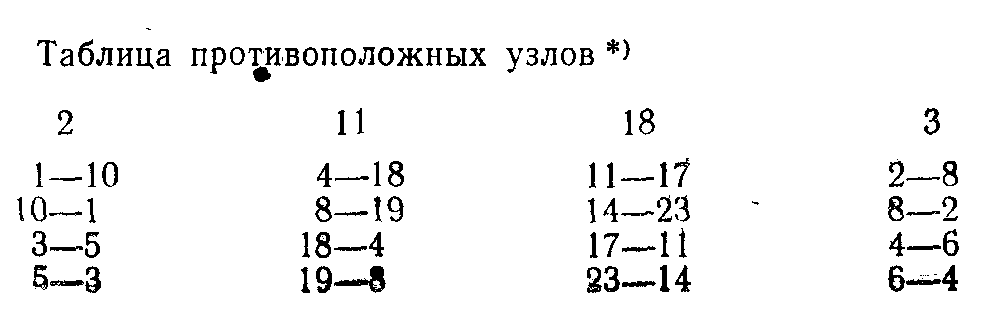 Таблица противоположных узлов *)
2 11 18 3
1—10 4—18 11—17 2—8
10—1 8—19 14—23 8—2
3—5 18—4 17—11 4—6
5—3 19—8 23—14 6—4